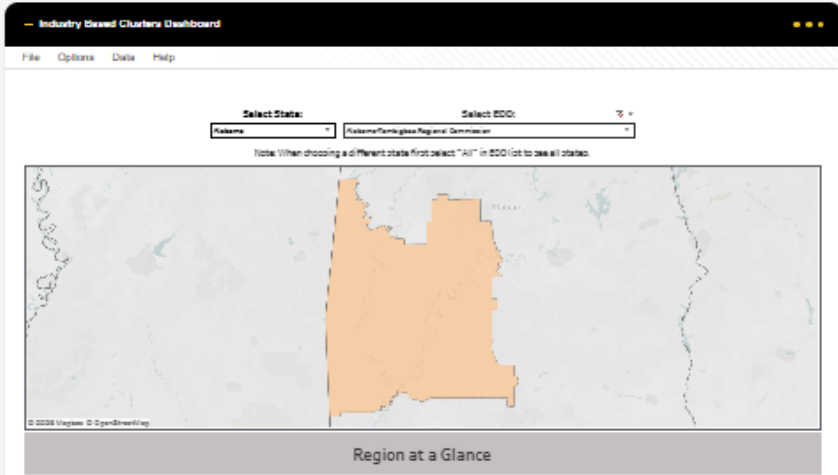 Industry Based Clusters Dashboard
File Options Data Help
Select State: Select EDD:
Alabama Alabama-Tombigbee Regional Commission
Note: When choosing a different state first select "All" in EDD list to see all states.
Alabama
© 2026 Mapbox © OpenStreetMap
Region at a Glance